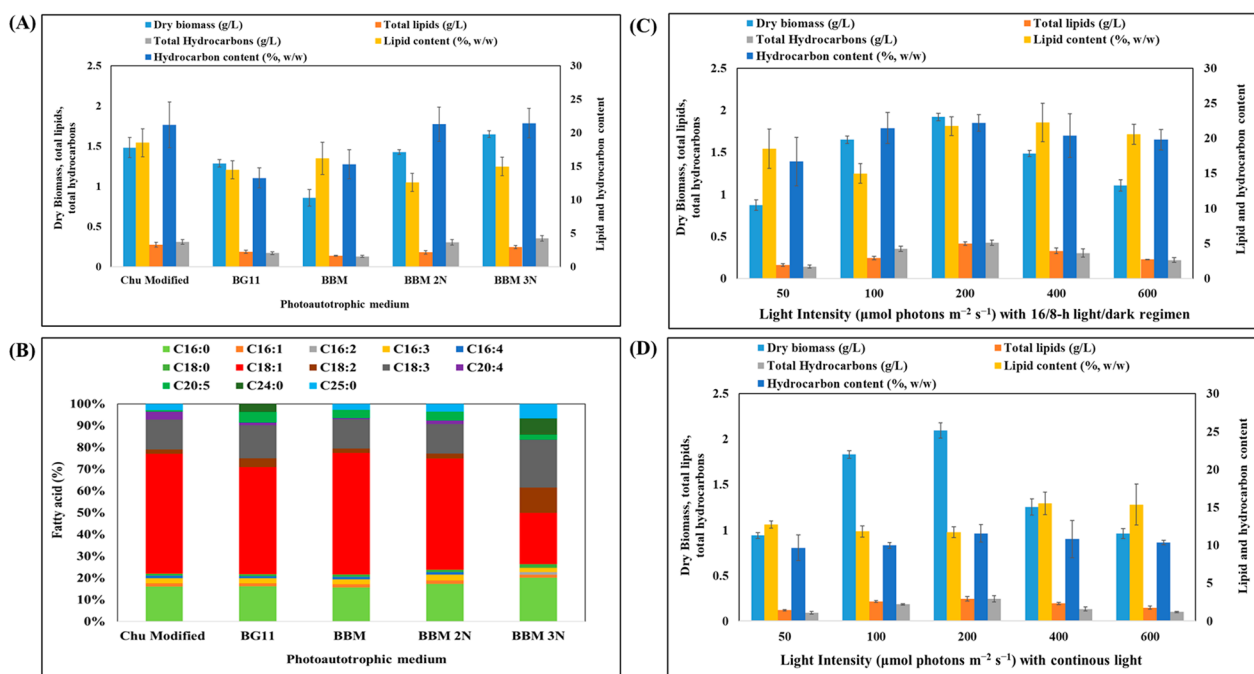 (A)
Dry biomass (g/L)
Total lipids (g/L)
Total Hydrocarbons (g/L)
Lipid content (%, w/w)
Hydrocarbon content (%, w/w)
2.5
2
1.5
1
0.5
0
30
25
20
15
10
5
0
Dry Biomass, total lipids,
total hydrocarbons
Lipid and hydrocarbon content
Chu Modified
BG11
BBM
BBM 2N
BBM 3N
Photoautotrophic medium
(B)
C16:0
C16:1
C16:2
C16:3
C16:4
C18:0
C18:1
C18:2
C18:3
C20:4
C20:5
C24:0
C25:0
100%
90%
80%
70%
60%
50%
40%
30%
20%
10%
0%
Fatty acid (%)
Chu Modified
BG11
BBM
BBM 2N
BBM 3N
Photoautotrophic medium
(C)
Dry biomass (g/L)
Total lipids (g/L)
Total Hydrocarbons (g/L)
Lipid content (%, w/w)
Hydrocarbon content (%, w/w)
2.5
2
1.5
1
0.5
0
30
25
20
15
10
5
0
Dry Biomass, total lipids,
total hydrocarbons
Lipid and hydrocarbon content
50
100
200
400
600
Light Intensity (μmol photons m⁻² s⁻¹) with 16/8-h light/dark regimen
(D)
Dry biomass (g/L)
Total lipids (g/L)
Total Hydrocarbons (g/L)
Lipid content (%, w/w)
Hydrocarbon content (%, w/w)
2.5
2
1.5
1
0.5
0
30
25
20
15
10
5
0
Dry Biomass, total lipids,
total hydrocarbons
Lipid and hydrocarbon content
50
100
200
400
600
Light Intensity (μmol photons m⁻² s⁻¹) with continous light